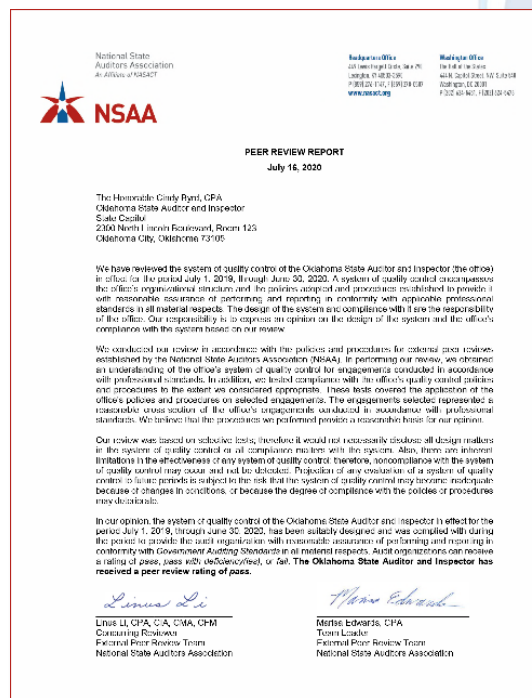 National State
Auditors Association
An Affiliate of NASACT
NSAA
Headquarters Office
Washington Office
www.nasact.org
PEER REVIEW REPORT
July 16, 2020
The Honorable Cindy Byrd, CPA
Oklahoma State Auditor and Inspector
State Capitol
2300 North Lincoln Boulevard, Room 123
Oklahoma City, Oklahoma 73105
We have reviewed the system of quality control of the Oklahoma State Auditor and Inspector (the office)
in effect for the period July 1, 2019, through June 30, 2020. A system of quality control encompasses
the office's organizational structure and the policies adopted and procedures established to provide it
with reasonable assurance of performing and reporting in conformity with applicable professional
standards in all material respects. The design of the system and compliance with it are the responsibility
of the office. Our responsibility is to express an opinion on the design of the system and the office's
compliance with the system based on our review.
We conducted our review in accordance with the policies and procedures for external peer reviews
established by the National State Auditors Association (NSAA). In performing our review, we obtained
an understanding of the office's system of quality control for engagements conducted in accordance
with professional standards. In addition, we tested compliance with the office's quality control policies
and procedures to the extent we considered appropriate. These tests covered the application of the
office's policies and procedures on selected engagements. The engagements selected represented a
reasonable cross-section of the office's engagements conducted in accordance with professional
standards. We believe that the procedures we performed provide a reasonable basis for our opinion.
Our review was based on selective tests; therefore it would not necessarily disclose all design matters
in the system of quality control or all compliance matters with the system. Also, there are inherent
limitations in the effectiveness of any system of quality control; therefore, noncompliance with the system
of quality control may occur and not be detected. Projection of any evaluation of a system of quality
control to future periods is subject to the risk that the system of quality control may become inadequate
because of changes in conditions, or because the degree of compliance with the policies or procedures
may deteriorate.
In our opinion, the system of quality control of the Oklahoma State Auditor and Inspector in effect for the
period July 1, 2019, through June 30, 2020, has been suitably designed and was complied with during
the period to provide the audit organization with reasonable assurance of performing and reporting in
conformity with Government Auditing Standards in all material respects. Audit organizations can receive
a rating of pass, pass with deficiency(ies), or fail. The Oklahoma State Auditor and Inspector has
received a peer review rating of pass.
Linus Li
Marisa Edwards
Linus Li, CPA, CIA, CMA, CFM
Concurring Reviewer
External Peer Review Team
National State Auditors Association
Marisa Edwards, CPA
Team Leader
External Peer Review Team
National State Auditors Association